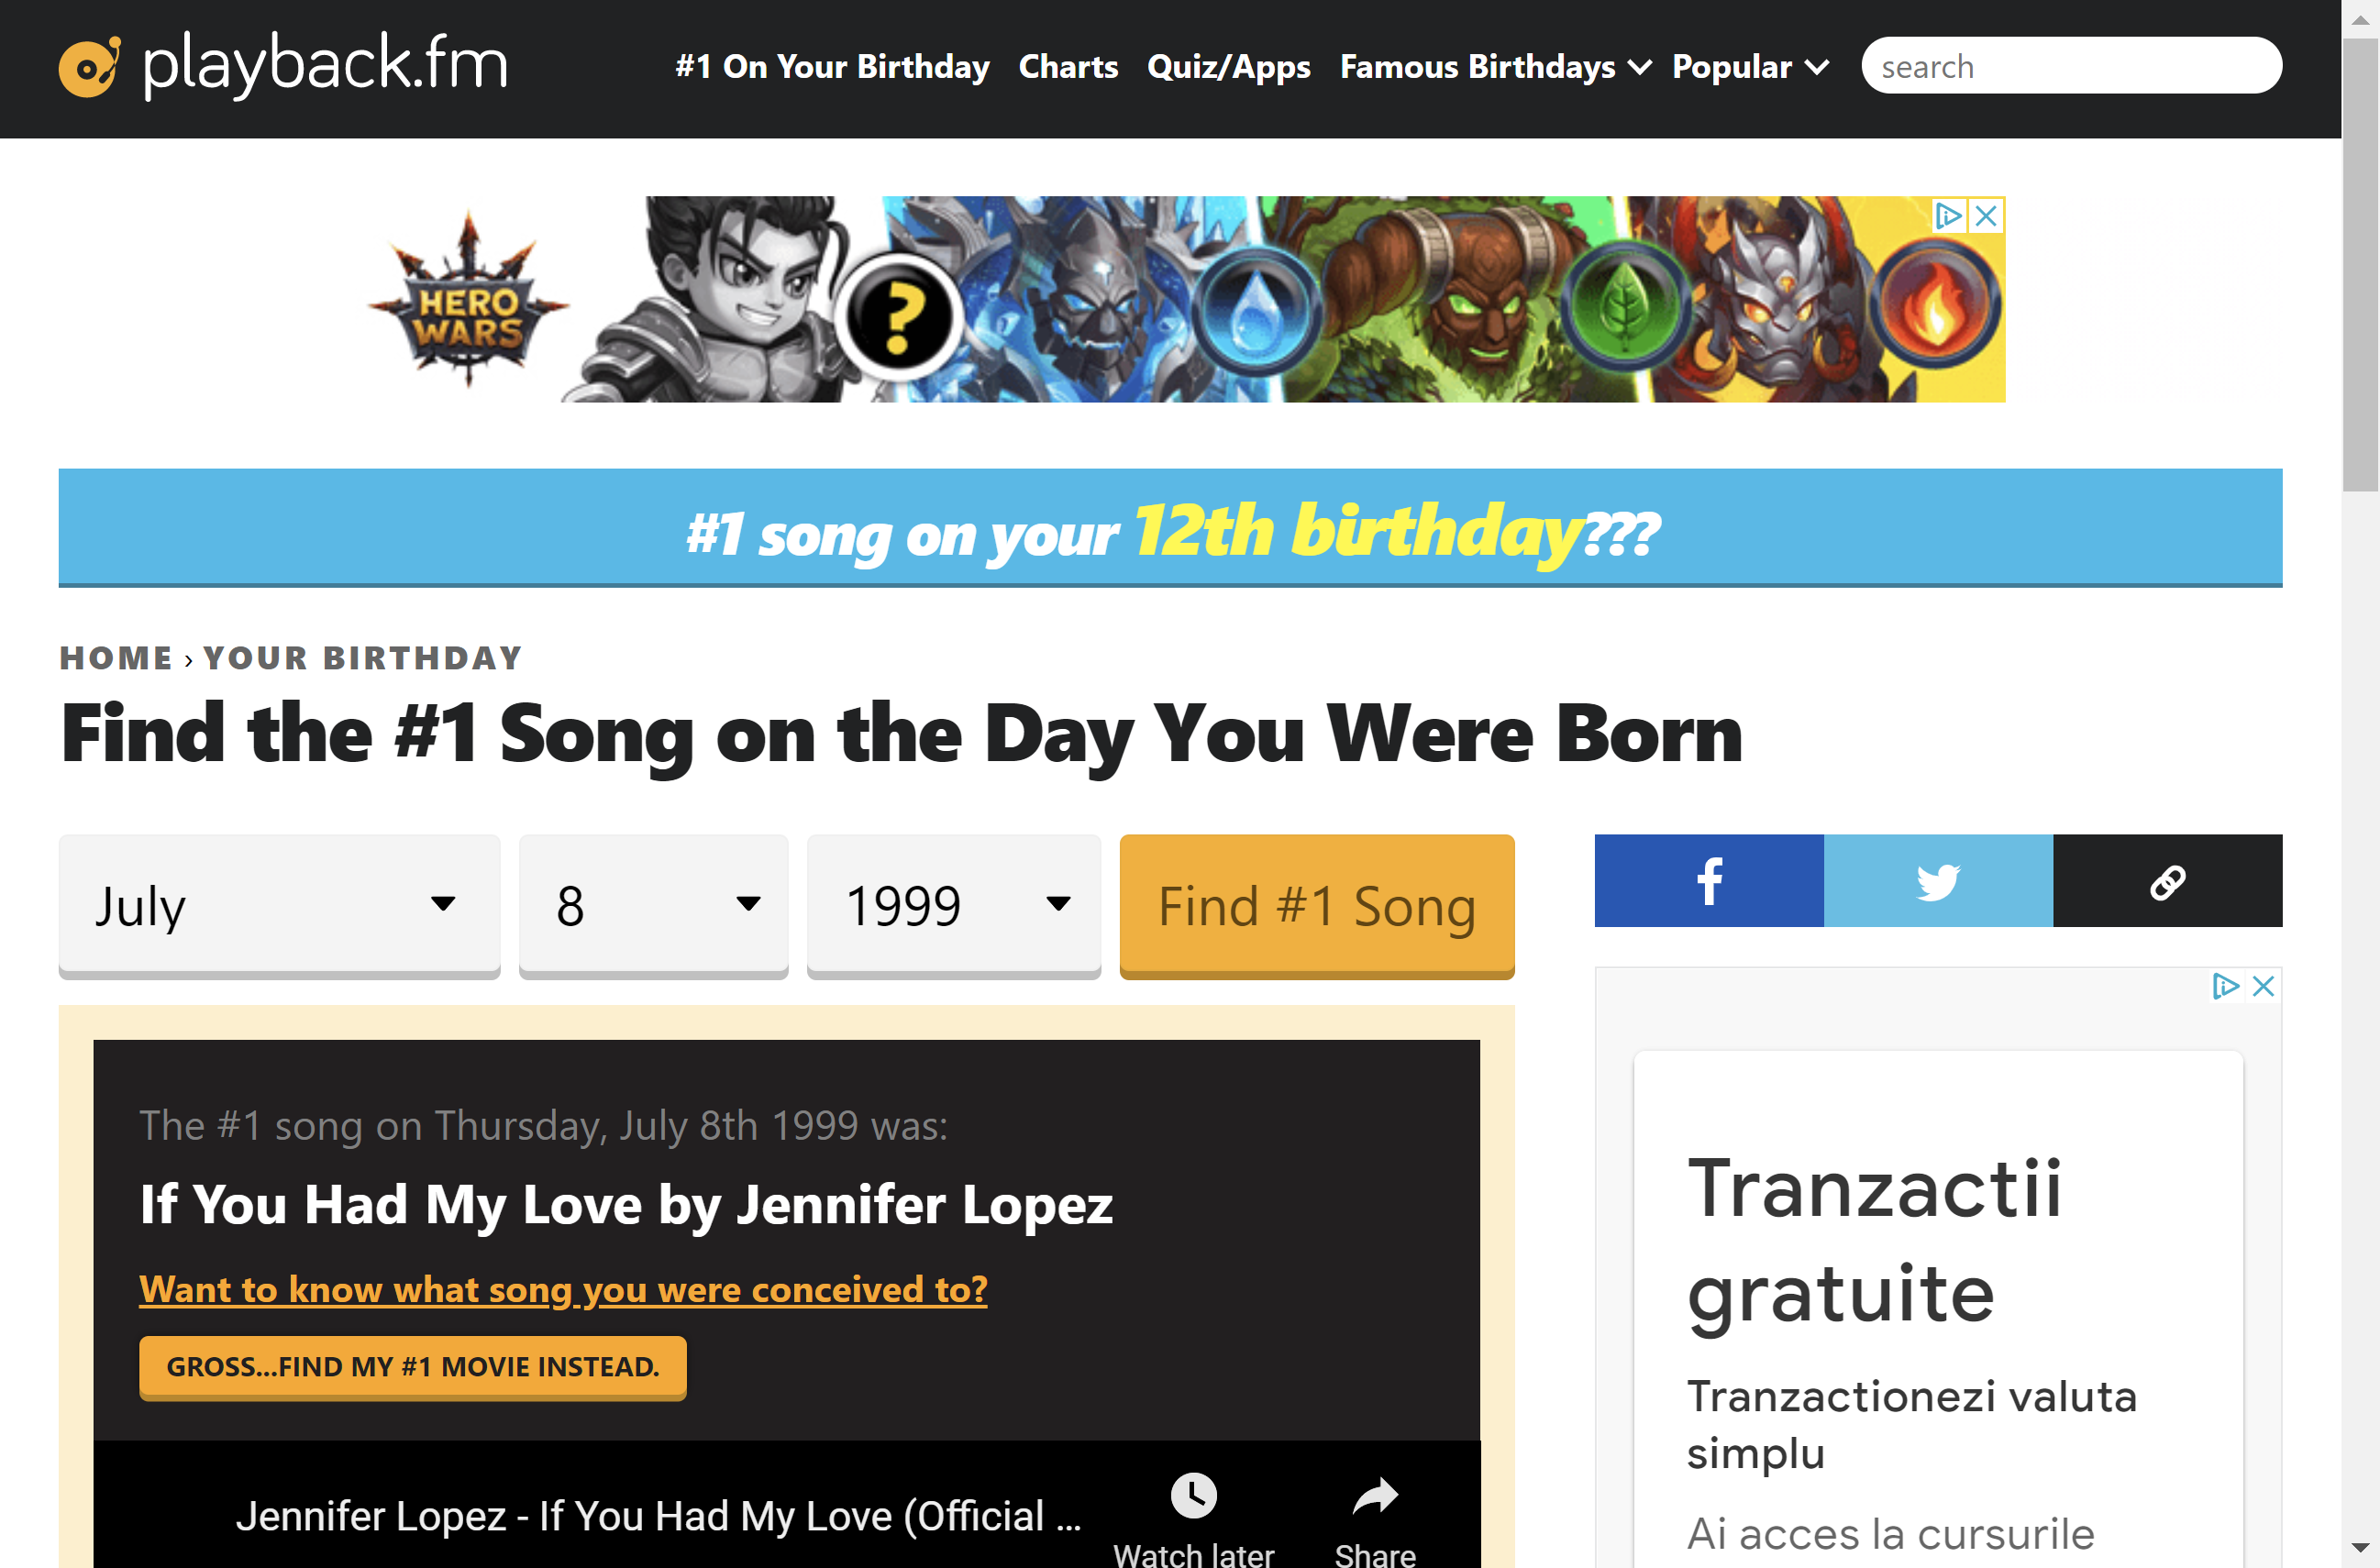 playback.fm
#1 On Your Birthday Charts Quiz/Apps Famous Birthdays Popular search
HERO
WARS
?
#1 song on your 12th birthday???
HOME › YOUR BIRTHDAY
Find the #1 Song on the Day You Were Born
July 8 1999 Find #1 Song
The #1 song on Thursday, July 8th 1999 was:
If You Had My Love by Jennifer Lopez
Want to know what song you were conceived to?
GROSS...FIND MY #1 MOVIE INSTEAD.
Jennifer Lopez - If You Had My Love (Official ...
Watch later Share
Tranzactii
gratuite
Tranzactionezi valuta
simplu
Ai acces la cursurile